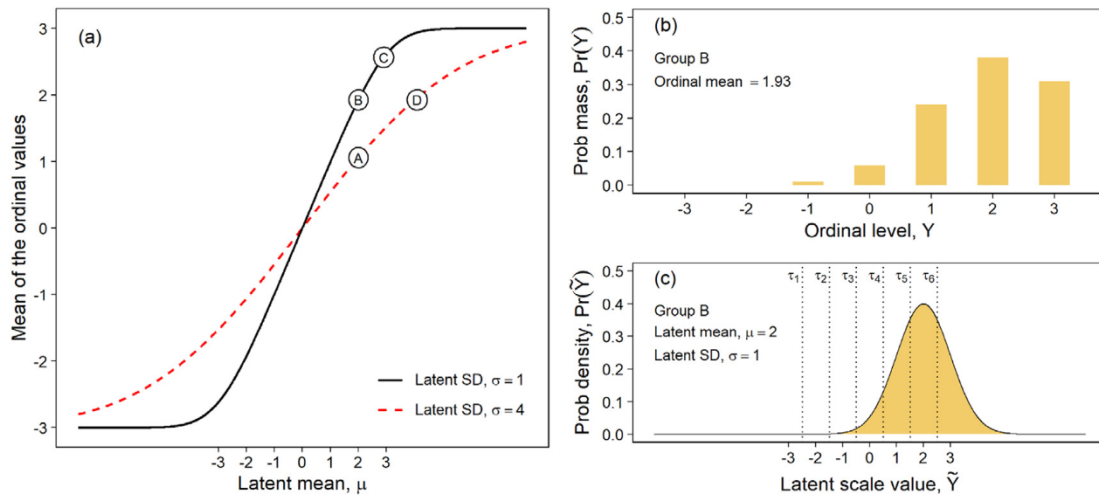 (a)
Mean of the ordinal values
3
2
1
0
-1
-2
-3
A
B
C
D
Latent SD, σ = 1
Latent SD, σ = 4
-3 -2 -1 0 1 2 3
Latent mean, μ
(b)
Group B
Ordinal mean = 1.93
Prob mass, Pr(Y)
0.5
0.4
0.3
0.2
0.1
0.0
-3 -2 -1 0 1 2 3
Ordinal level, Y
(c)
τ1 τ2 τ3 τ4 τ5 τ6
Group B
Latent mean, μ = 2
Latent SD, σ = 1
Prob density, Pr(Ỹ)
0.5
0.4
0.3
0.2
0.1
0.0
-3 -2 -1 0 1 2 3
Latent scale value, Ỹ